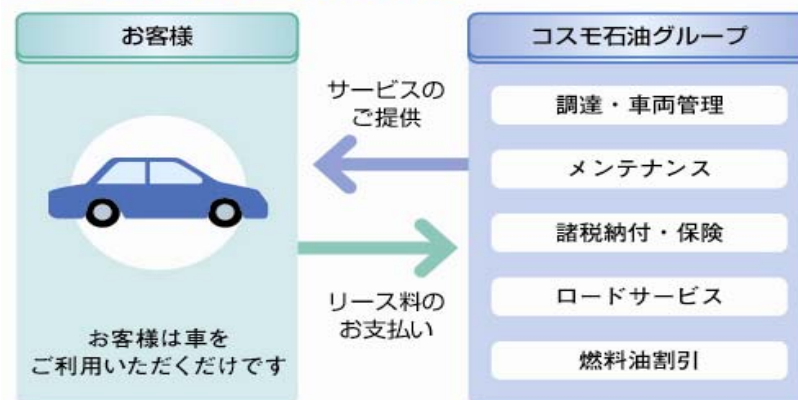 お客様
お客様は車を
ご利用いただくだけです
サービスの
ご提供
リース料の
お支払い
コスモ石油グループ
調達・車両管理
メンテナンス
諸税納付・保険
ロードサービス
燃料油割引